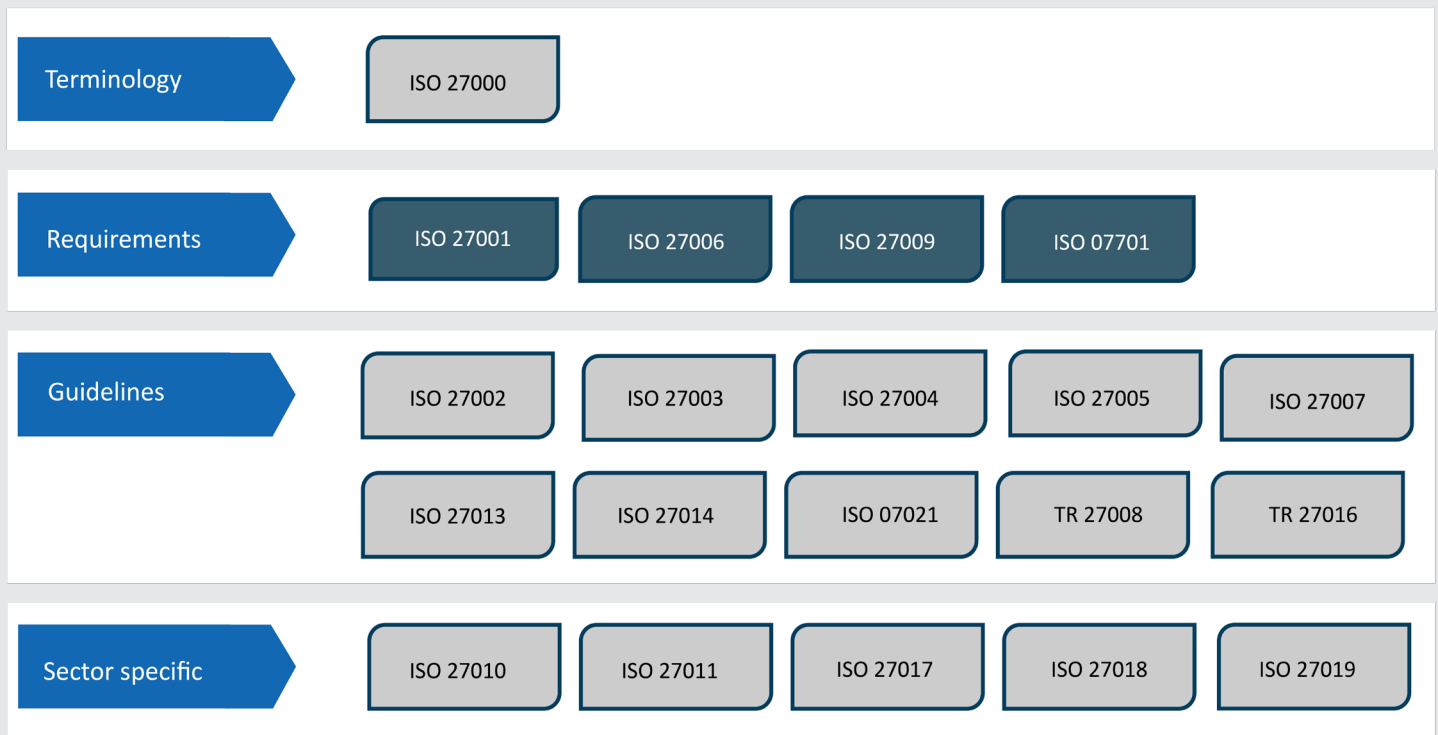 Terminology
ISO 27000
Requirements
ISO 27001
ISO 27006
ISO 27009
ISO 07701
Guidelines
ISO 27002
ISO 27003
ISO 27004
ISO 27005
ISO 27007
ISO 27013
ISO 27014
ISO 07021
TR 27008
TR 27016
Sector specific
ISO 27010
ISO 27011
ISO 27017
ISO 27018
ISO 27019